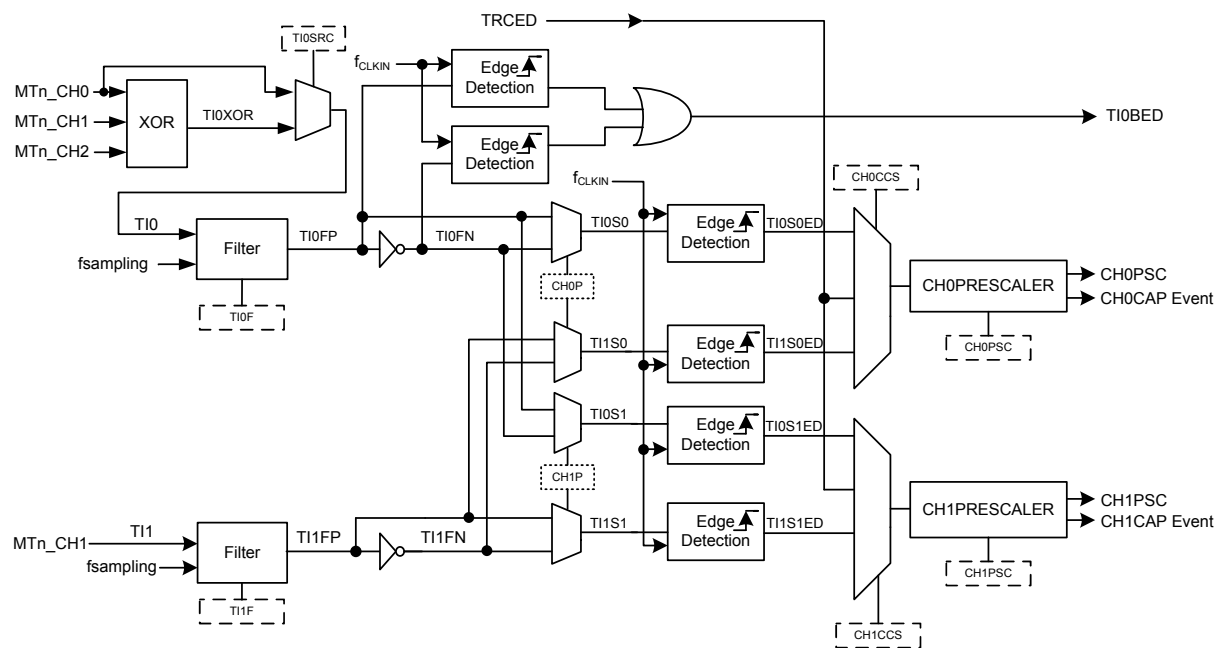 TRCED
TI0SRC
fCLKIN
Edge
Detection
MTn_CH0
MTn_CH1
MTn_CH2
XOR
TI0XOR
TI0BED
Edge
Detection
fCLKIN
CH0CCS
TI0
fsampling
Filter
TI0FP
TI0FN
TI0S0
Edge
Detection
TI0S0ED
TI0F
CH0P
CH0PRESCALER
CH0PSC
CH0CAP Event
TI1S0
Edge
Detection
TI1S0ED
CH0PSC
TI0S1
Edge
Detection
TI0S1ED
CH1P
MTn_CH1
TI1
fsampling
Filter
TI1FP
TI1FN
TI1S1
Edge
Detection
TI1S1ED
CH1PRESCALER
CH1PSC
CH1CAP Event
TI1F
CH1PSC
CH1CCS